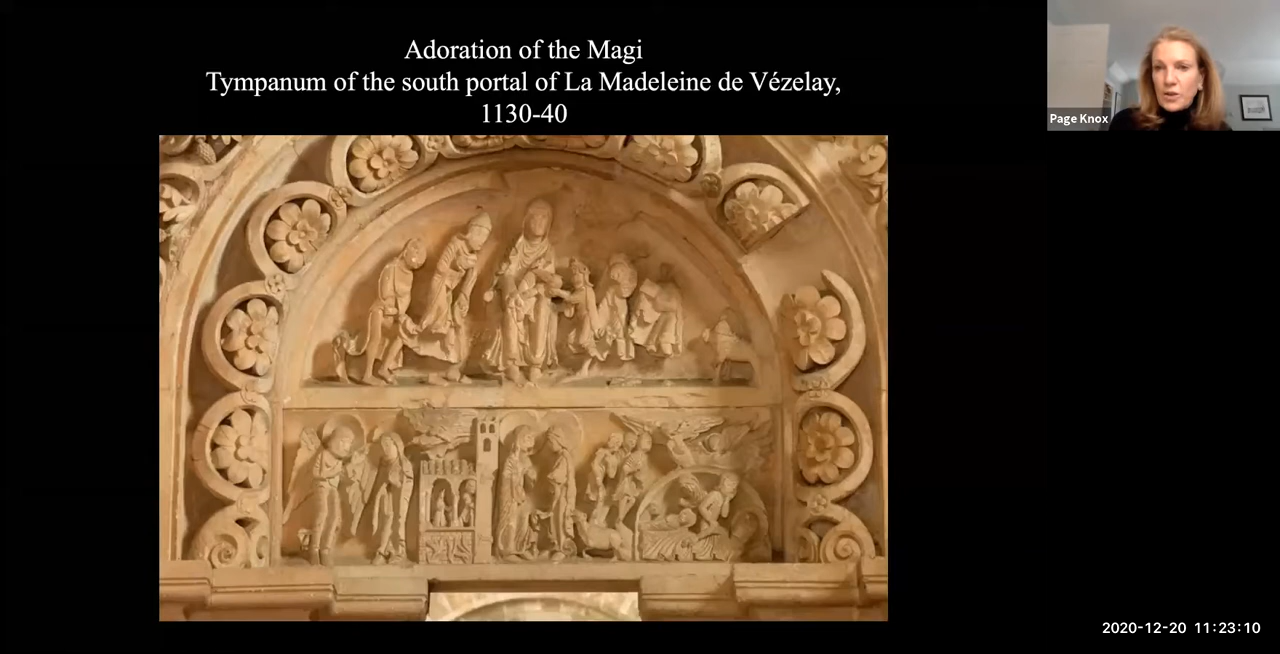 Adoration of the Magi
Tympanum of the south portal of La Madeleine de Vézelay,
1130-40
Page Knox
2020-12-20 11:23:10